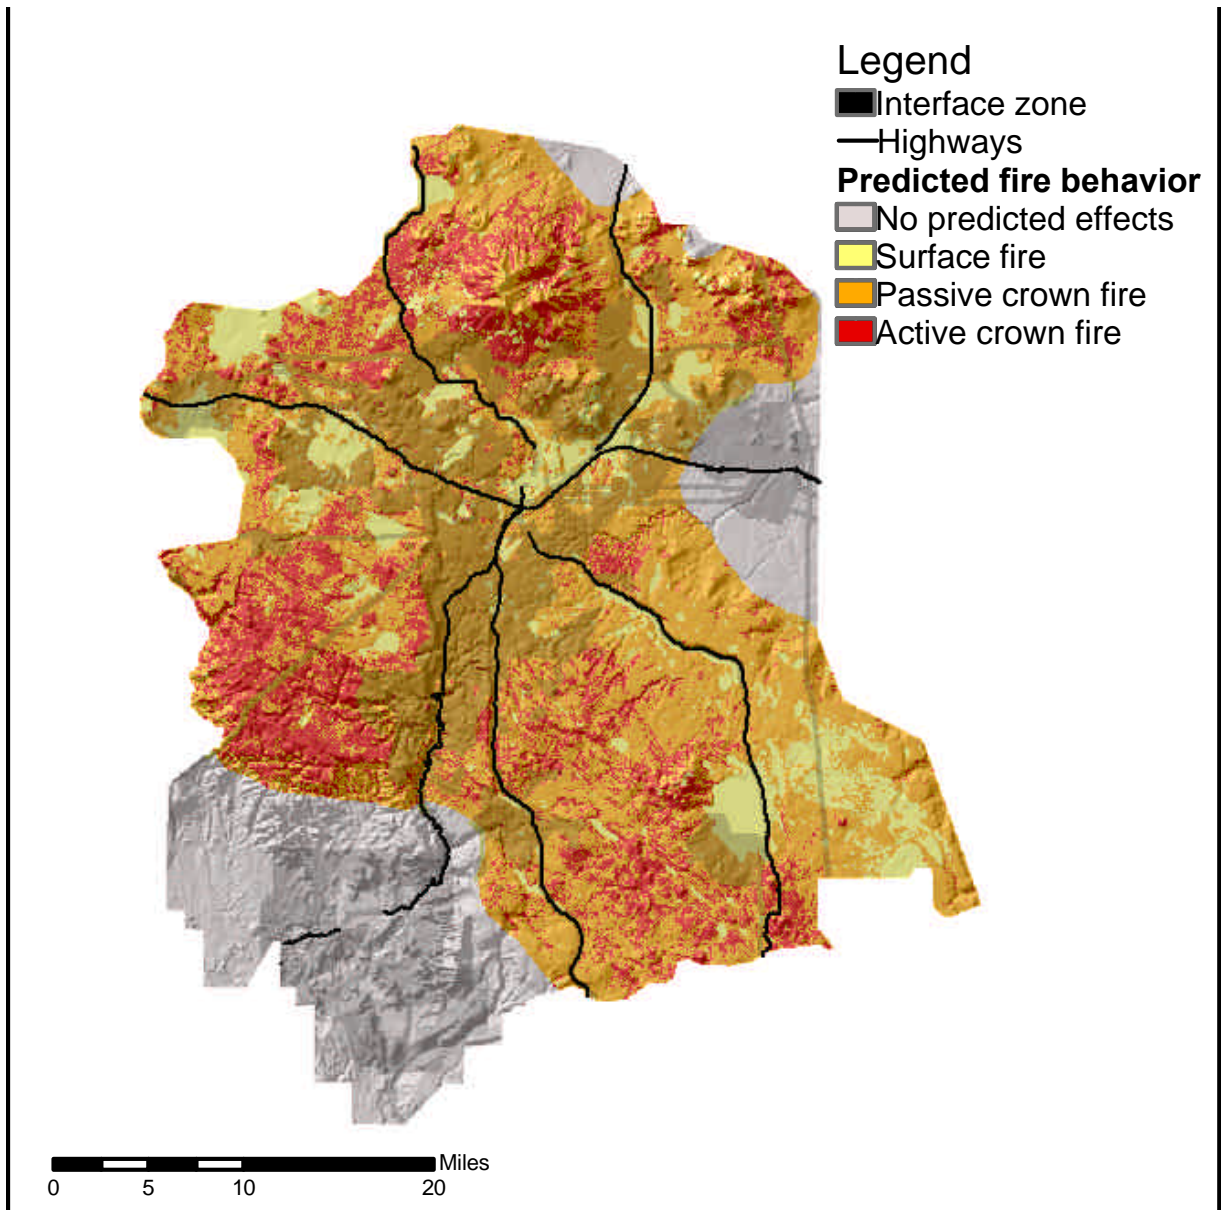 Legend
Interface zone
Highways
Predicted fire behavior
No predicted effects
Surface fire
Passive crown fire
Active crown fire
Miles
0 5 10 20